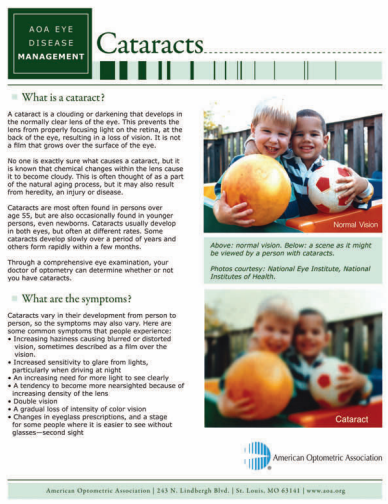 AOA EYE
DISEASE
MANAGEMENT
Cataracts
What is a cataract?
A cataract is a clouding or darkening that develops in
the normally clear lens of the eye. This prevents the
lens from properly focusing light on the retina, at the
back of the eye, resulting in a loss of vision. It is not
a film that grows over the surface of the eye.
No one is exactly sure what causes a cataract, but it
is known that chemical changes within the lens cause
it to become cloudy. This is often thought of as a part
of the natural aging process, but it may also result
from heredity, an injury or disease.
Cataracts are most often found in persons over
age 55, but are also occasionally found in younger
persons, even newborns. Cataracts usually develop
in both eyes, but often at different rates. Some
cataracts develop slowly over a period of years and
others form rapidly within a few months.
Through a comprehensive eye examination, your
doctor of optometry can determine whether or not
you have cataracts.
What are the symptoms?
Cataracts vary in their development from person to
person, so the symptoms may also vary. Here are
some common symptoms that people experience:
• Increasing haziness causing blurred or distorted
vision, sometimes described as a film over the
vision.
• Increased sensitivity to glare from lights,
particularly when driving at night
• An increasing need for more light to see clearly
• A tendency to become more nearsighted because of
increasing density of the lens
• Double vision
• A gradual loss of intensity of color vision
• Changes in eyeglass prescriptions, and a stage
for some people where it is easier to see without
glasses—second sight
Normal Vision
Above: normal vision. Below: a scene as it might
be viewed by a person with cataracts.
Photos courtesy: National Eye Institute, National
Institutes of Health.
Cataract
American Optometric Association
American Optometric Association | 243 N. Lindbergh Blvd. | St. Louis, MO 63141 | www.aoa.org